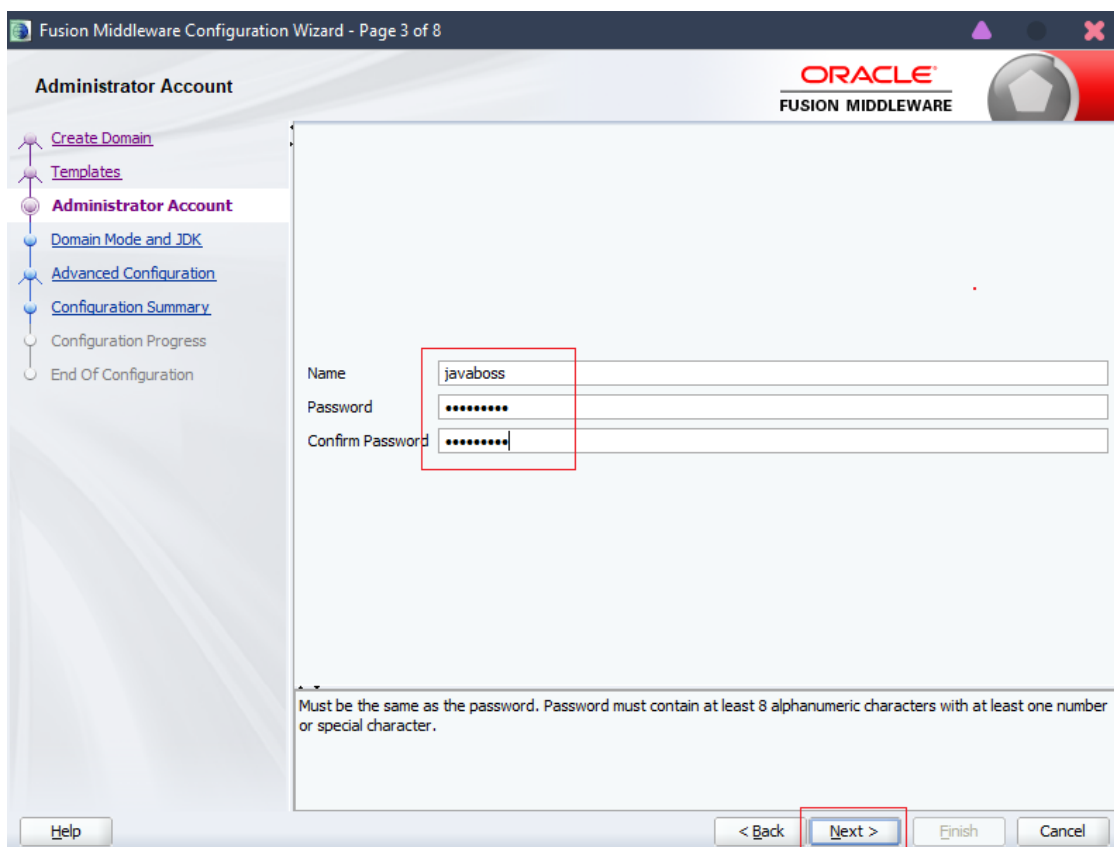 Fusion Middleware Configuration Wizard - Page 3 of 8
Administrator Account
ORACLE
FUSION MIDDLEWARE
Create Domain
Templates
Administrator Account
Domain Mode and JDK
Advanced Configuration
Configuration Summary
Configuration Progress
End Of Configuration
Name
javaboss
Password
•••••••••
Confirm Password
•••••••••
Must be the same as the password. Password must contain at least 8 alphanumeric characters with at least one number
or special character.
Help
< Back
Next >
Finish
Cancel